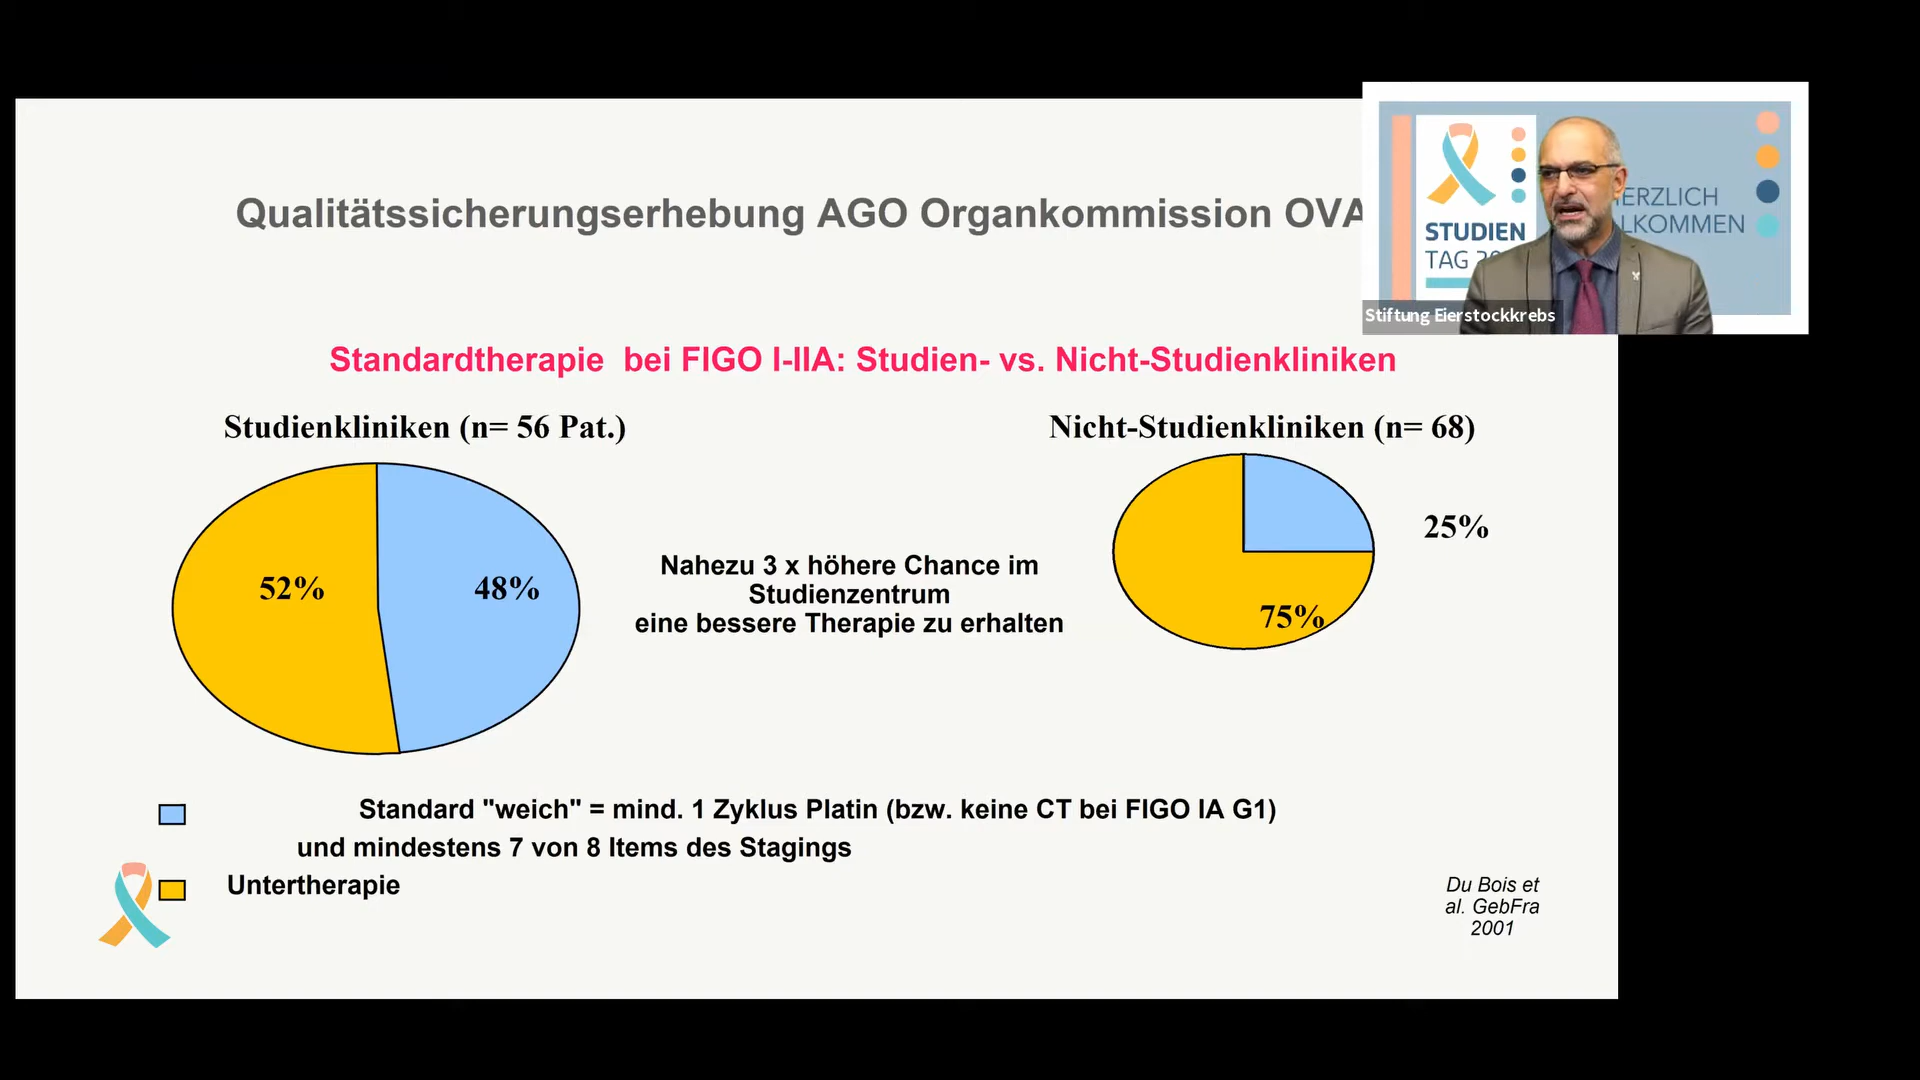 Qualitätssicherungserhebung AGO Organkommission OVA
STUDIEN
TAG
ERZLICH
LKOMMEN
Stiftung Eierstockkrebs
Standardtherapie bei FIGO I-IIA: Studien- vs. Nicht-Studienkliniken
Studienkliniken (n= 56 Pat.)
Nicht-Studienkliniken (n= 68)
52%
48%
Nahezu 3 x höhere Chance im
Studienzentrum
eine bessere Therapie zu erhalten
25%
75%
Standard "weich" = mind. 1 Zyklus Platin (bzw. keine CT bei FIGO IA G1)
und mindestens 7 von 8 Items des Stagings
Untertherapie
Du Bois et
al. GebFra
2001